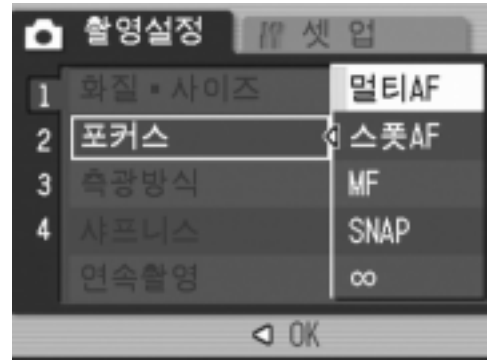 촬영설정 셋 업
1 화질•사이즈 멀티AF
2 포커스 스폿AF
3 측광방식 MF
4 샤프니스 SNAP
연속촬영 ∞
OK